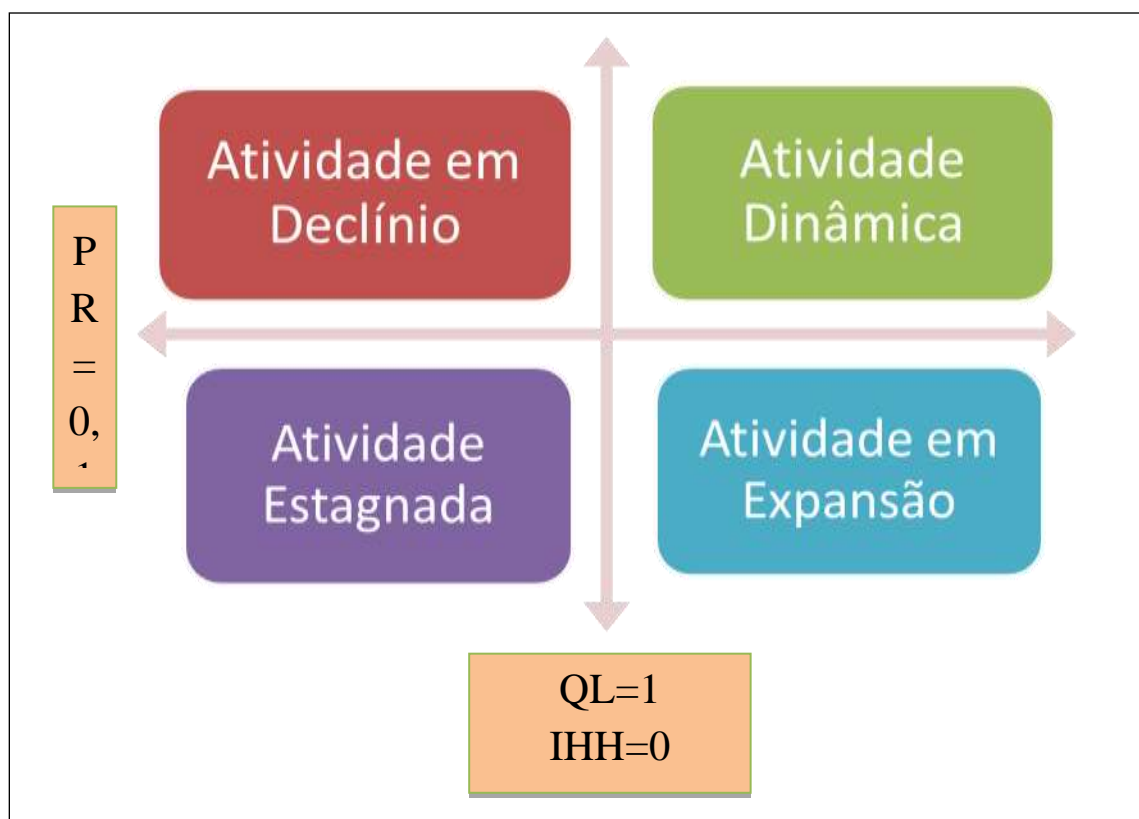 Atividade em
Declínio
Atividade
Dinâmica
P
R
=
0,
Atividade
Estagnada
Atividade em
Expansão
QL=1
IHH=0